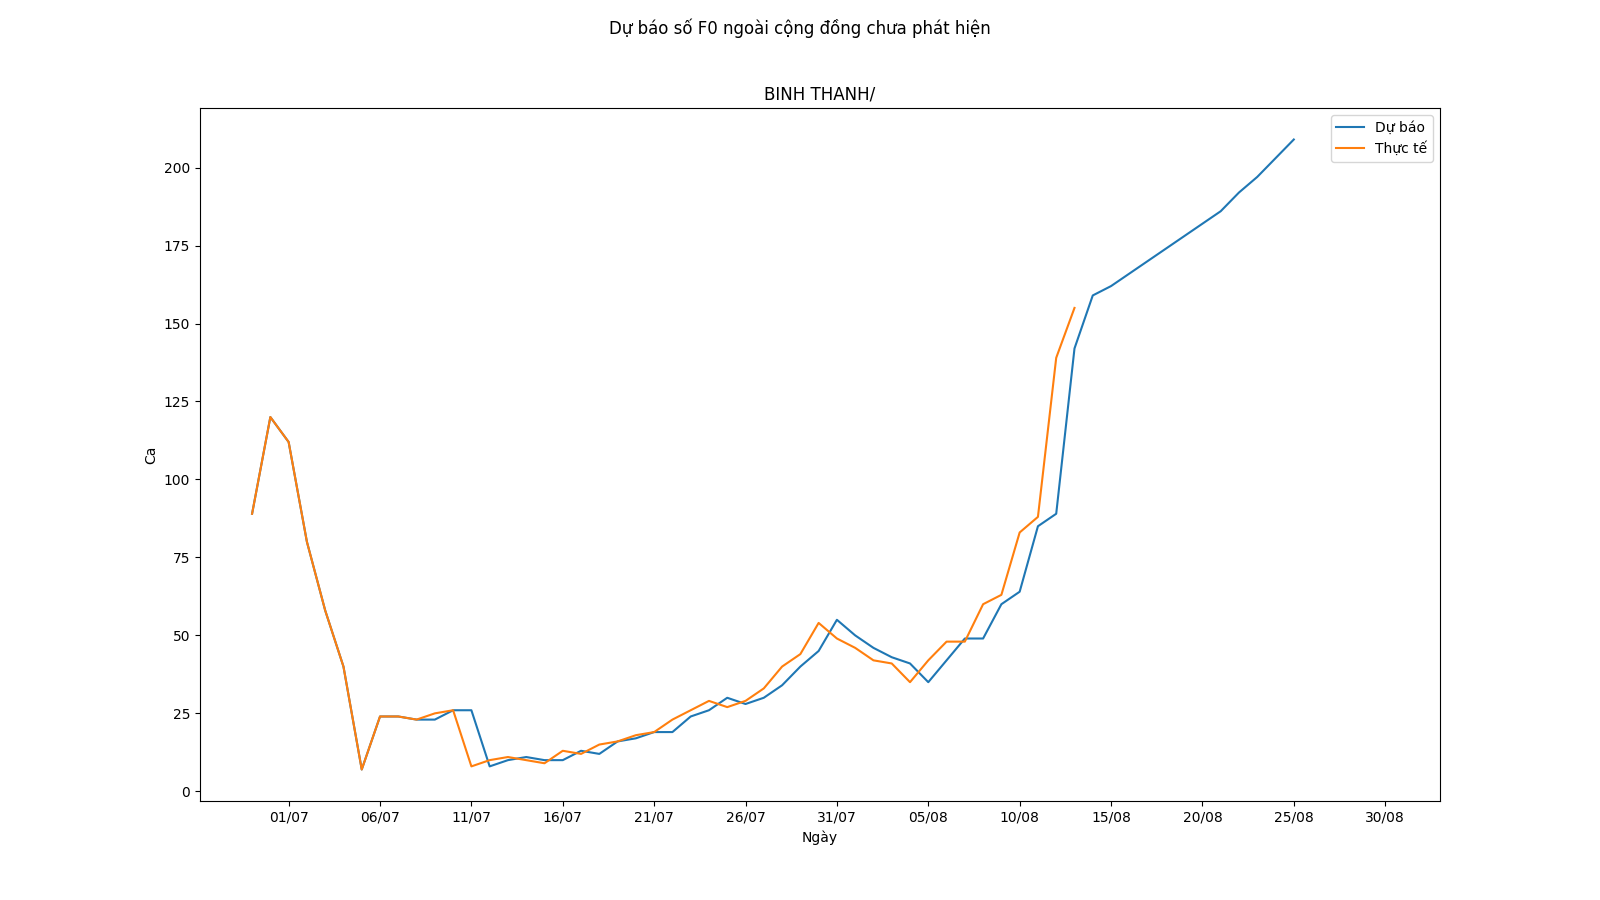 Dự báo số F0 ngoài cộng đồng chưa phát hiện
BINH THANH/
Dự báo
Thực tế
200
175
150
125
100
75
50
25
0
Ca
01/07 06/07 11/07 16/07 21/07 26/07 31/07 05/08 10/08 15/08 20/08 25/08 30/08
Ngày